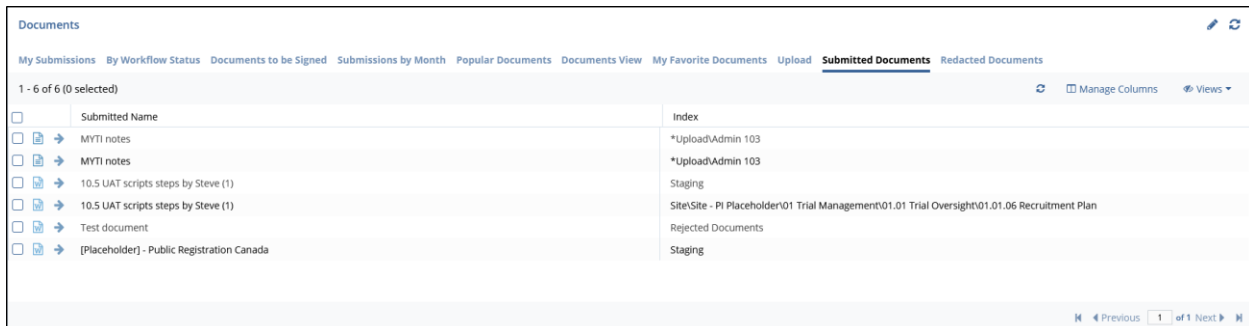 Documents
My Submissions By Workflow Status Documents to be Signed Submissions by Month Popular Documents Documents View My Favorite Documents Upload Submitted Documents Redacted Documents
1 - 6 of 6 (0 selected) Manage Columns Views
Submitted Name Index
MYTI notes *Upload\Admin 103
MYTI notes *Upload\Admin 103
10.5 UAT scripts steps by Steve (1) Staging
10.5 UAT scripts steps by Steve (1) Site\Site - PI Placeholder\01 Trial Management\01.01 Trial Oversight\01.01.06 Recruitment Plan
Test document Rejected Documents
[Placeholder] - Public Registration Canada Staging
Previous 1 of 1 Next